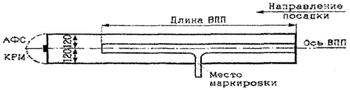 Направление
посадки
Длина ВПП
АФС
КРМ
120
120
Ось ВПП
Место
маркировки